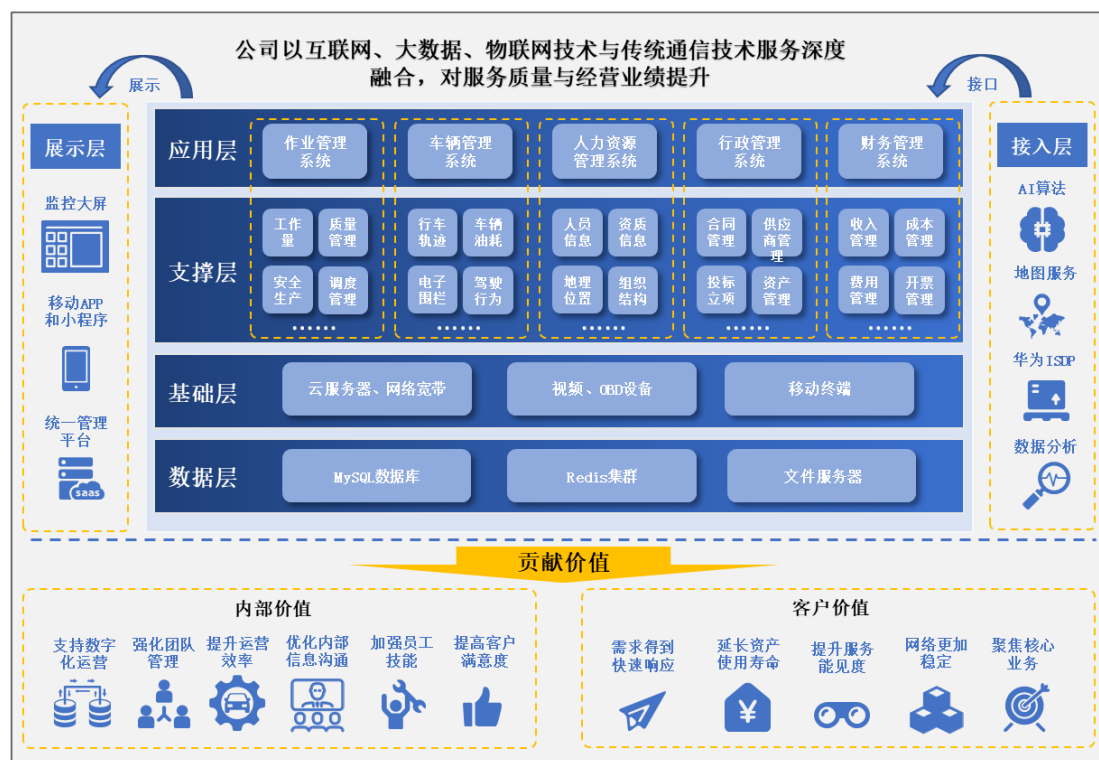 公司以互联网、大数据、物联网技术与传统通信技术服务深度
融合，对服务质量与经营业绩提升
展示
接口
展示层
监控大屏
移动APP
和小程序
统一管理
平台
saas
应用层
作业管理
系统
车辆管理
系统
人力资源
管理系统
行政管理
系统
财务管理
系统
支撑层
工作
量
质量
管理
安全
生产
调度
管理
......
行车
轨迹
车辆
油耗
电子
围栏
驾驶
行为
......
人员
信息
资质
信息
地理
位置
组织
结构
......
合同
管理
供应
商管
理
投标
立项
资产
管理
......
收入
管理
成本
管理
费用
管理
开票
管理
......
基础层
云服务器、网络宽带
视频、OBD设备
移动终端
数据层
MySQL数据库
Redis集群
文件服务器
接入层
AI算法
地图服务
华为ISDP
数据分析
贡献价值
内部价值
支持数字
化运营
强化团队
管理
提升运营
效率
优化内部
信息沟通
加强员工
技能
提高客户
满意度
客户价值
需求得到
快速响应
延长资产
使用寿命
¥
提升服务
能见度
网络更加
稳定
聚焦核心
业务